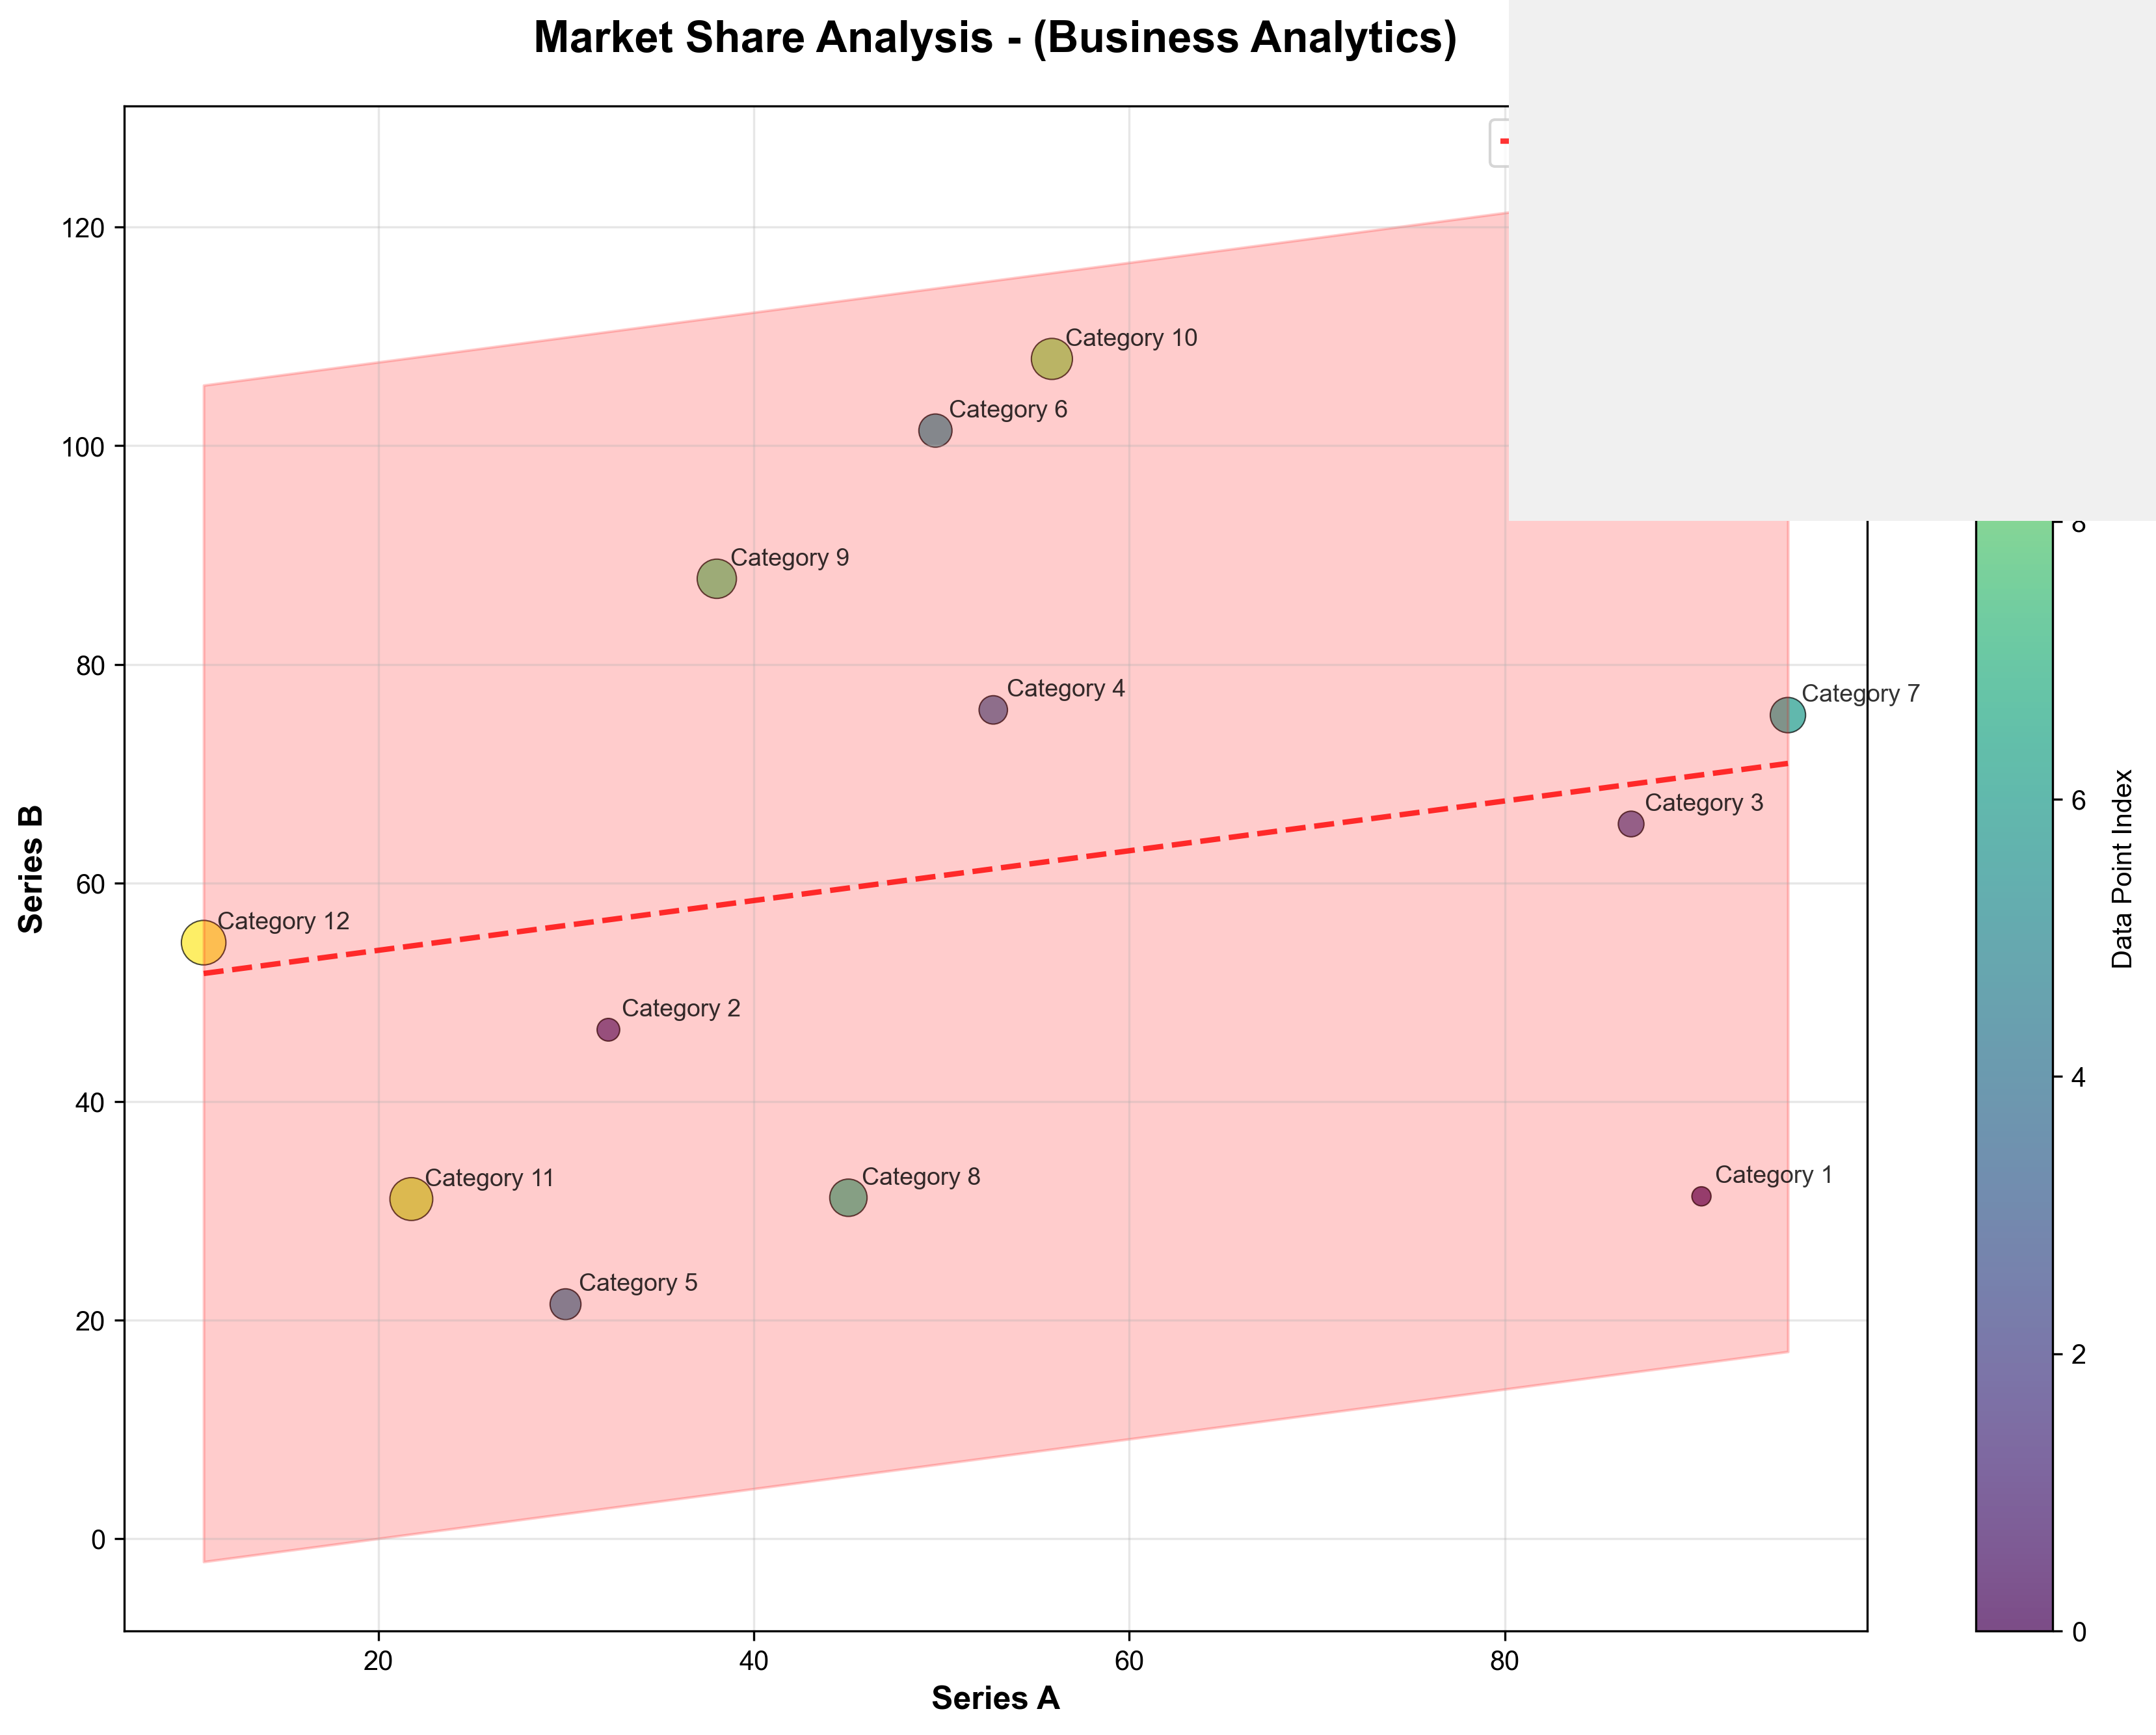 Market Share Analysis - (Business Analytics)
120
100
80
60
40
20
0
Series B
Category 10
Category 6
Category 9
Category 4
Category 7
Category 3
Category 12
Category 2
Category 11
Category 8
Category 1
Category 5
20
40
60
80
Series A
8
6
4
2
0
Data Point Index